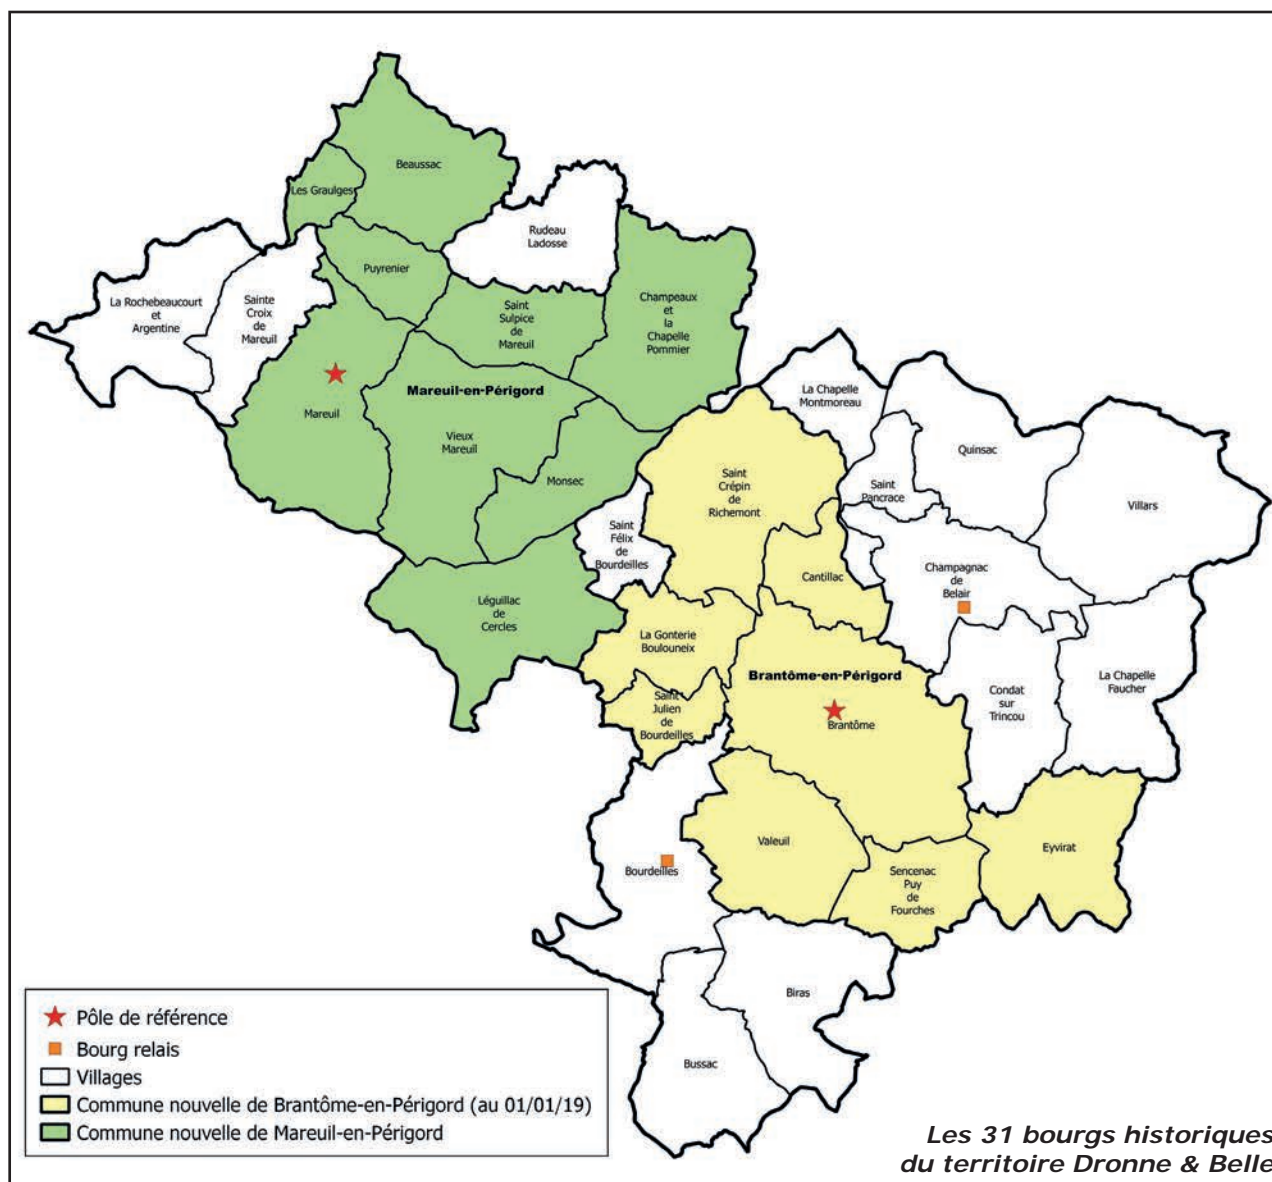 Beaussac
Les Graulges
Rudeau
Ladosse
Puyrenier
La Rochebeaucourt
et
Argentine
Sainte
Croix
de
Mareuil
Saint
Sulpice
de
Mareuil
Champeaux
et
la
Chapelle
Pommier
Mareuil-en-Périgord
Mareuil
Vieux
Mareuil
Monsec
La Chapelle
Montmoreau
Quinsac
Saint
Pancrace
Villars
Saint
Crépin
de
Richemont
Saint
Félix
de
Bourdeilles
Cantillac
Champagnac
de
Belair
Léguillac
de
Cercles
La Gonterie
Boulouneix
Brantôme-en-Périgord
Brantôme
Saint
Julien
de
Bourdeilles
Condat
sur
Trincou
La Chapelle
Faucher
Valeuil
Eyvirat
Bourdeilles
Sencenac
Puy
de
Fourches
Biras
Bussac
Pôle de référence
Bourg relais
Villages
Commune nouvelle de Brantôme-en-Périgord (au 01/01/19)
Commune nouvelle de Mareuil-en-Périgord
Les 31 bourgs historiques
du territoire Dronne & Belle